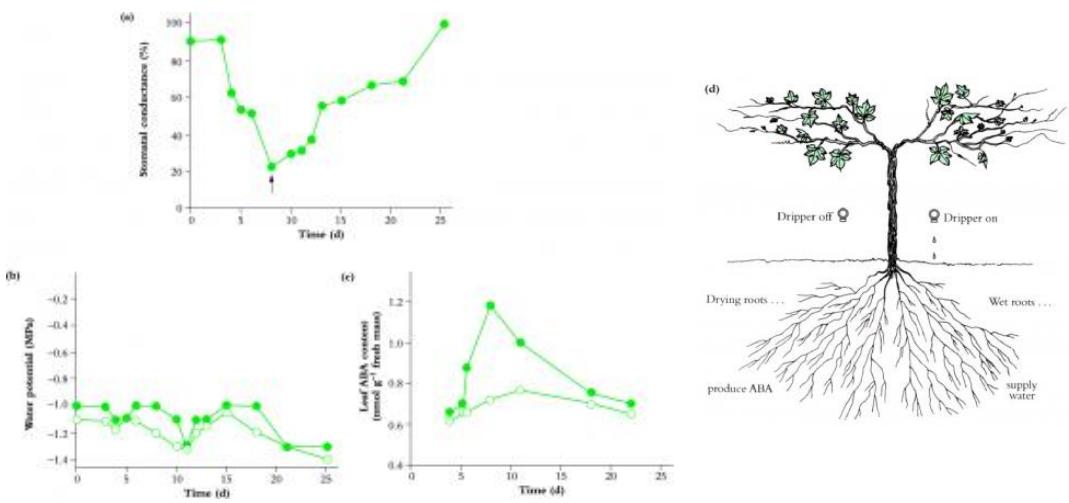 (a)
Stomatal conductance (%)
100
80
60
40
20
0
0 5 10 15 20 25
Time (d)
(b)
Water potential (MPa)
−0.2
−0.4
−0.6
−0.8
−1.0
−1.2
−1.4
0 5 10 15 20 25
Time (d)
(c)
Leaf ABA content
(nmol g⁻¹ fresh mass)
1.2
1.0
0.8
0.6
0.4
0 5 10 15 20 25
Time (d)
(d)
Dripper off
Dripper on
Drying roots . . .
Wet roots . . .
produce ABA
supply
water